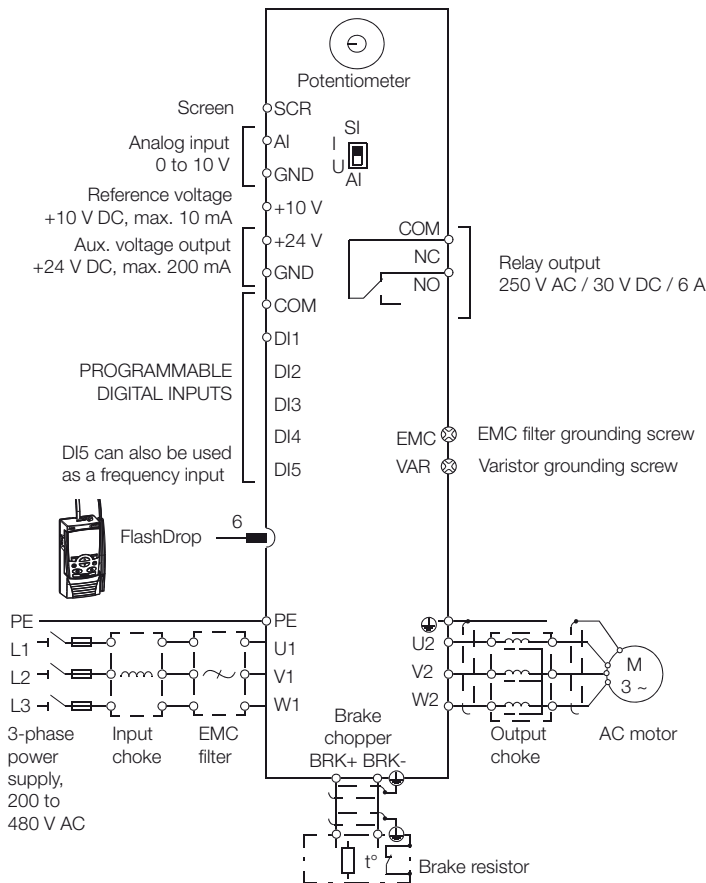 Potentiometer
Screen
SCR
Analog input
0 to 10 V
AI
GND
SI
I
U
AI
Reference voltage
+10 V DC, max. 10 mA
+10 V
Aux. voltage output
+24 V DC, max. 200 mA
+24 V
GND
COM
NC
NO
Relay output
250 V AC / 30 V DC / 6 A
COM
DI1
PROGRAMMABLE
DIGITAL INPUTS
DI2
DI3
DI4
DI5
DI5 can also be used
as a frequency input
EMC
EMC filter grounding screw
VAR
Varistor grounding screw
FlashDrop
6
PE
PE
L1
U1
L2
V1
L3
W1
U2
V2
W2
M
3 ~
3-phase
power
supply,
200 to
480 V AC
Input
choke
EMC
filter
Brake
chopper
BRK+ BRK-
Output
choke
AC motor
t°
Brake resistor